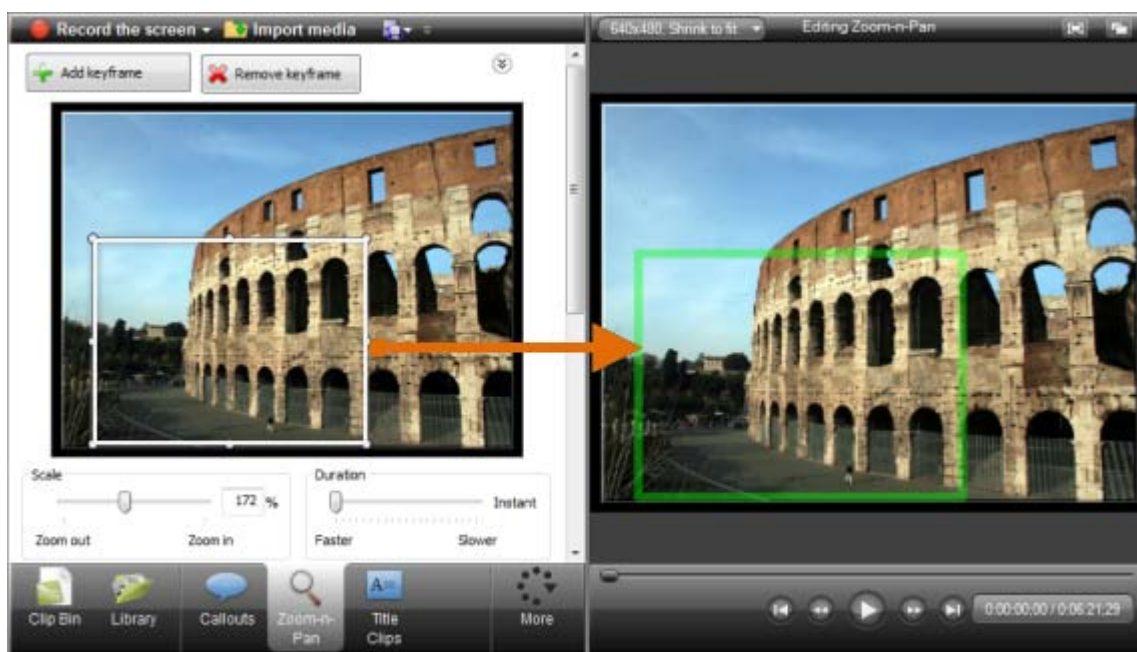 Record the screen Import media
640x480, Shrink to fit Editing Zoom-n-Pan
Add keyframe Remove keyframe
Scale Duration
172 % Instant
Zoom out Zoom in Faster Slower
Clip Bin Library Callouts Zoom-n-Pan Title Clips More
0:00:00;00 / 0:06:21;29